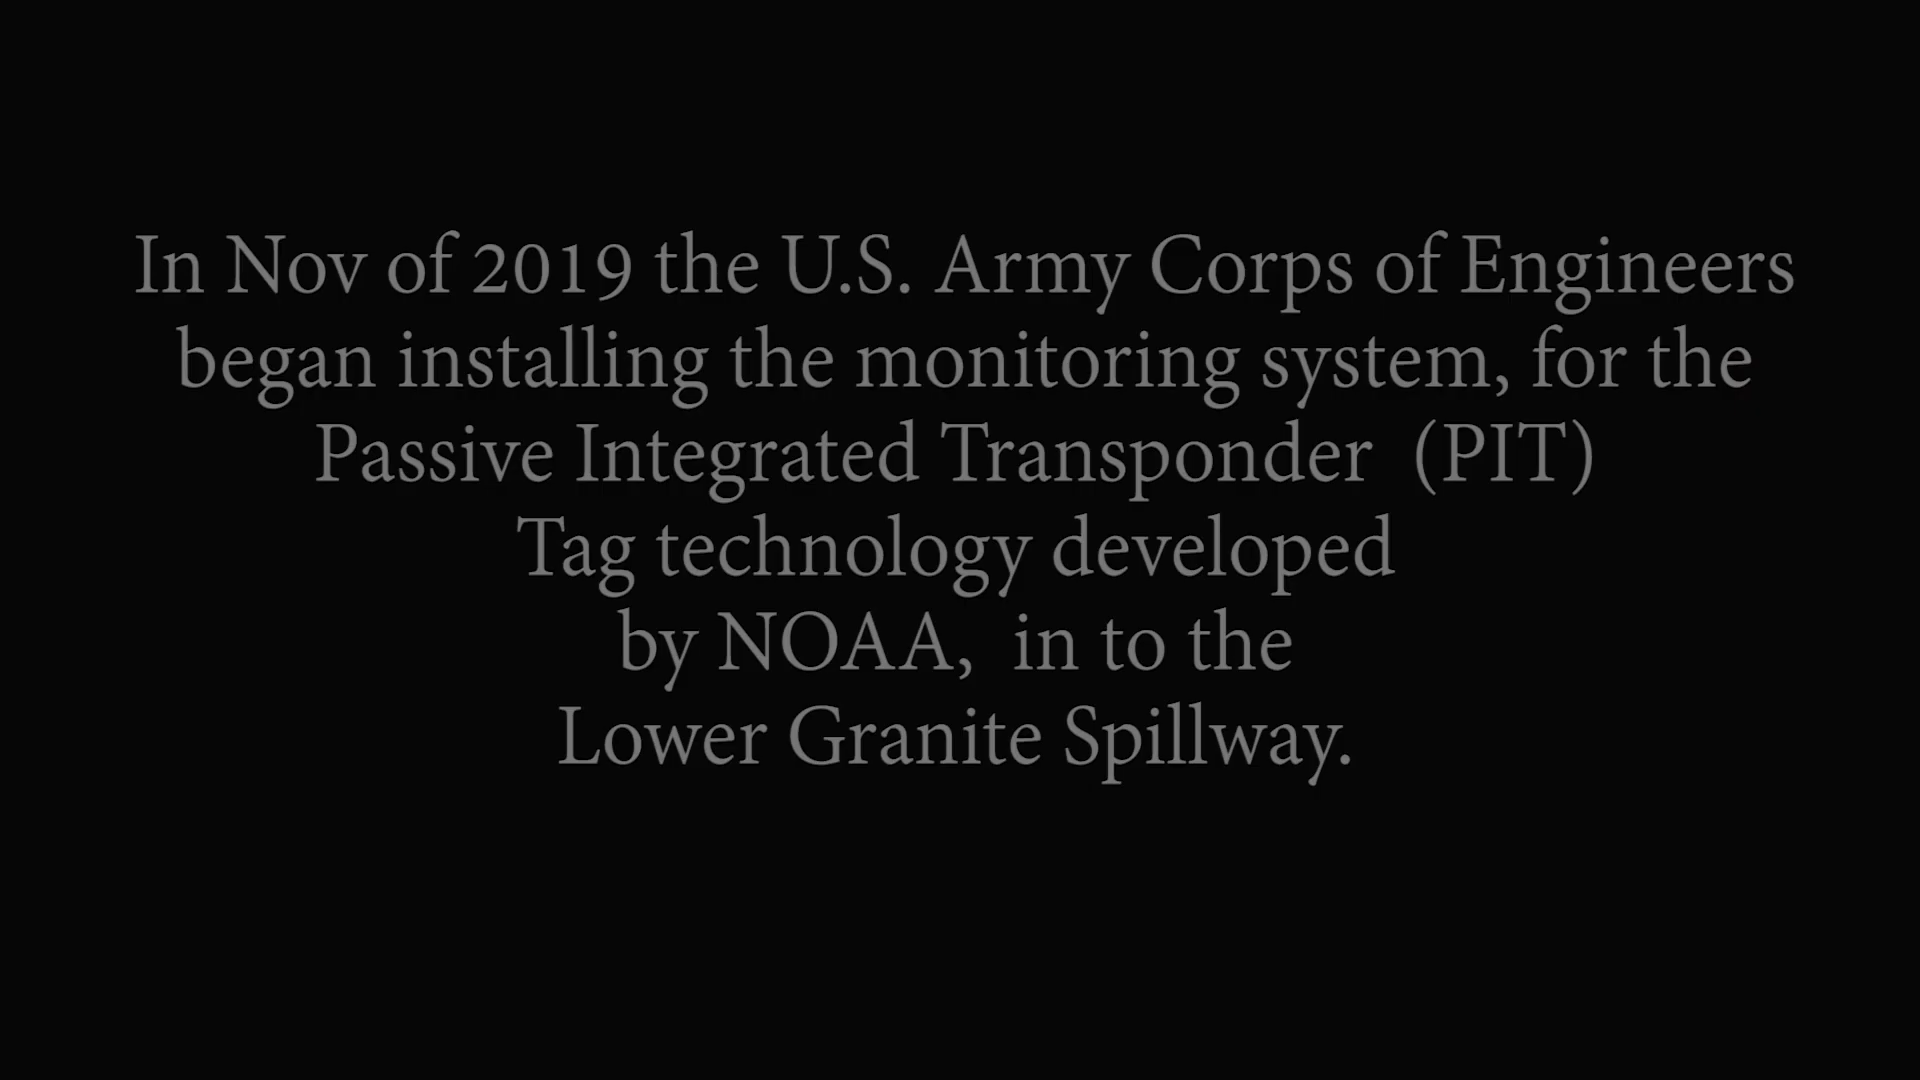 In Nov of 2019 the U.S. Army Corps of Engineers
began installing the monitoring system, for the
Passive Integrated Transponder  (PIT)
Tag technology developed
by NOAA,  in to the
Lower Granite Spillway.